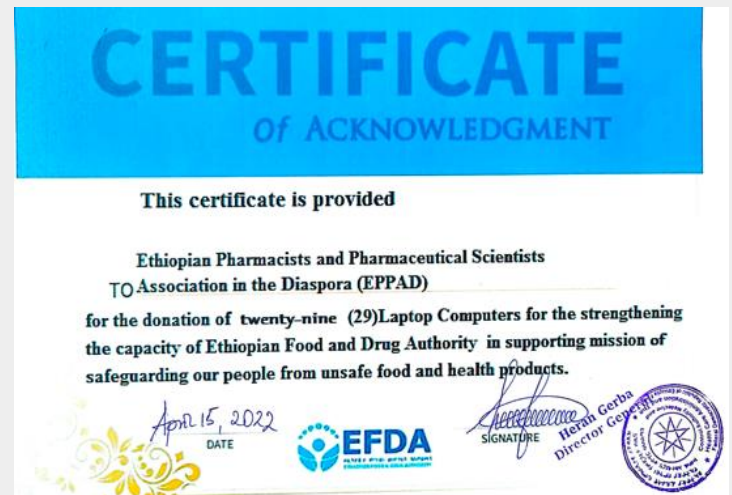 CERTIFICATE
Of ACKNOWLEDGMENT
This certificate is provided
Ethiopian Pharmacists and Pharmaceutical Scientists
TO Association in the Diaspora (EPPAD)
for the donation of twenty-nine (29)Laptop Computers for the strengthening
the capacity of Ethiopian Food and Drug Authority in supporting mission of
safeguarding our people from unsafe food and health products.
April 15, 2022
DATE
EFDA
SIGNATURE
Heran Gerba
Director General